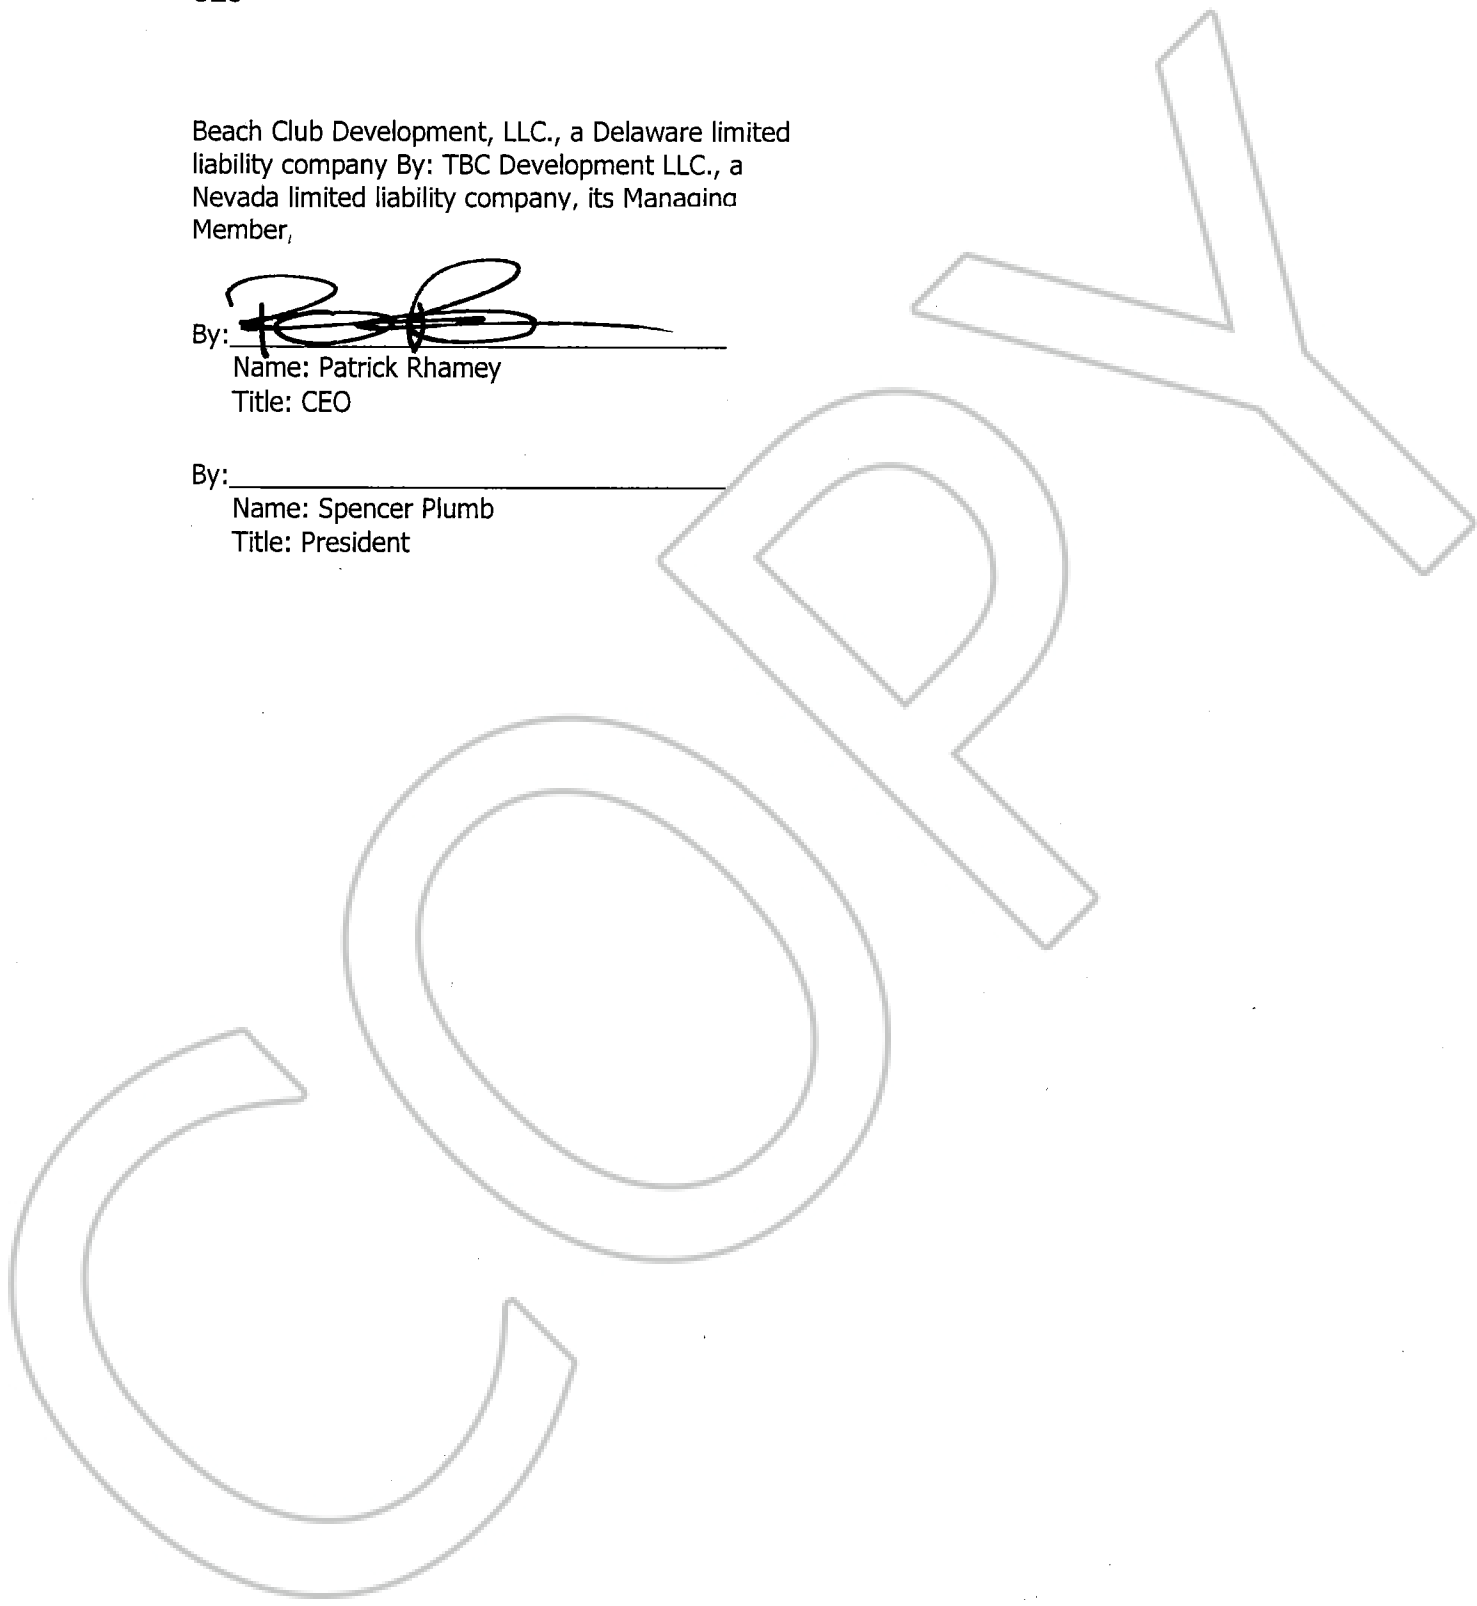 Beach Club Development, LLC., a Delaware limited
liability company By: TBC Development LLC., a
Nevada limited liability company, its Managing
Member,
By:
Name: Patrick Rhamey
Title: CEO
By:
Name: Spencer Plumb
Title: President
COPY